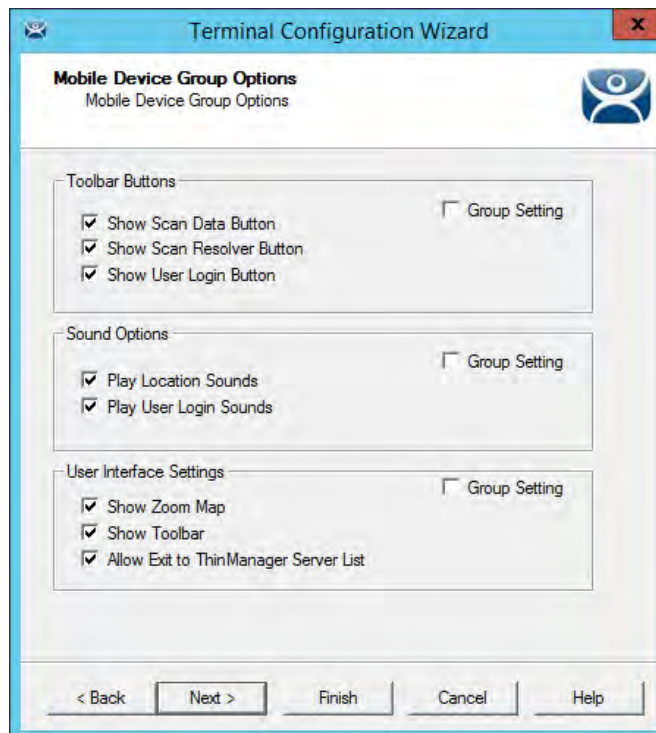 Terminal Configuration Wizard
x
Mobile Device Group Options
Mobile Device Group Options
Toolbar Buttons
Group Setting
Show Scan Data Button
Show Scan Resolver Button
Show User Login Button
Sound Options
Group Setting
Play Location Sounds
Play User Login Sounds
User Interface Settings
Group Setting
Show Zoom Map
Show Toolbar
Allow Exit to ThinManager Server List
< Back Next > Finish Cancel Help